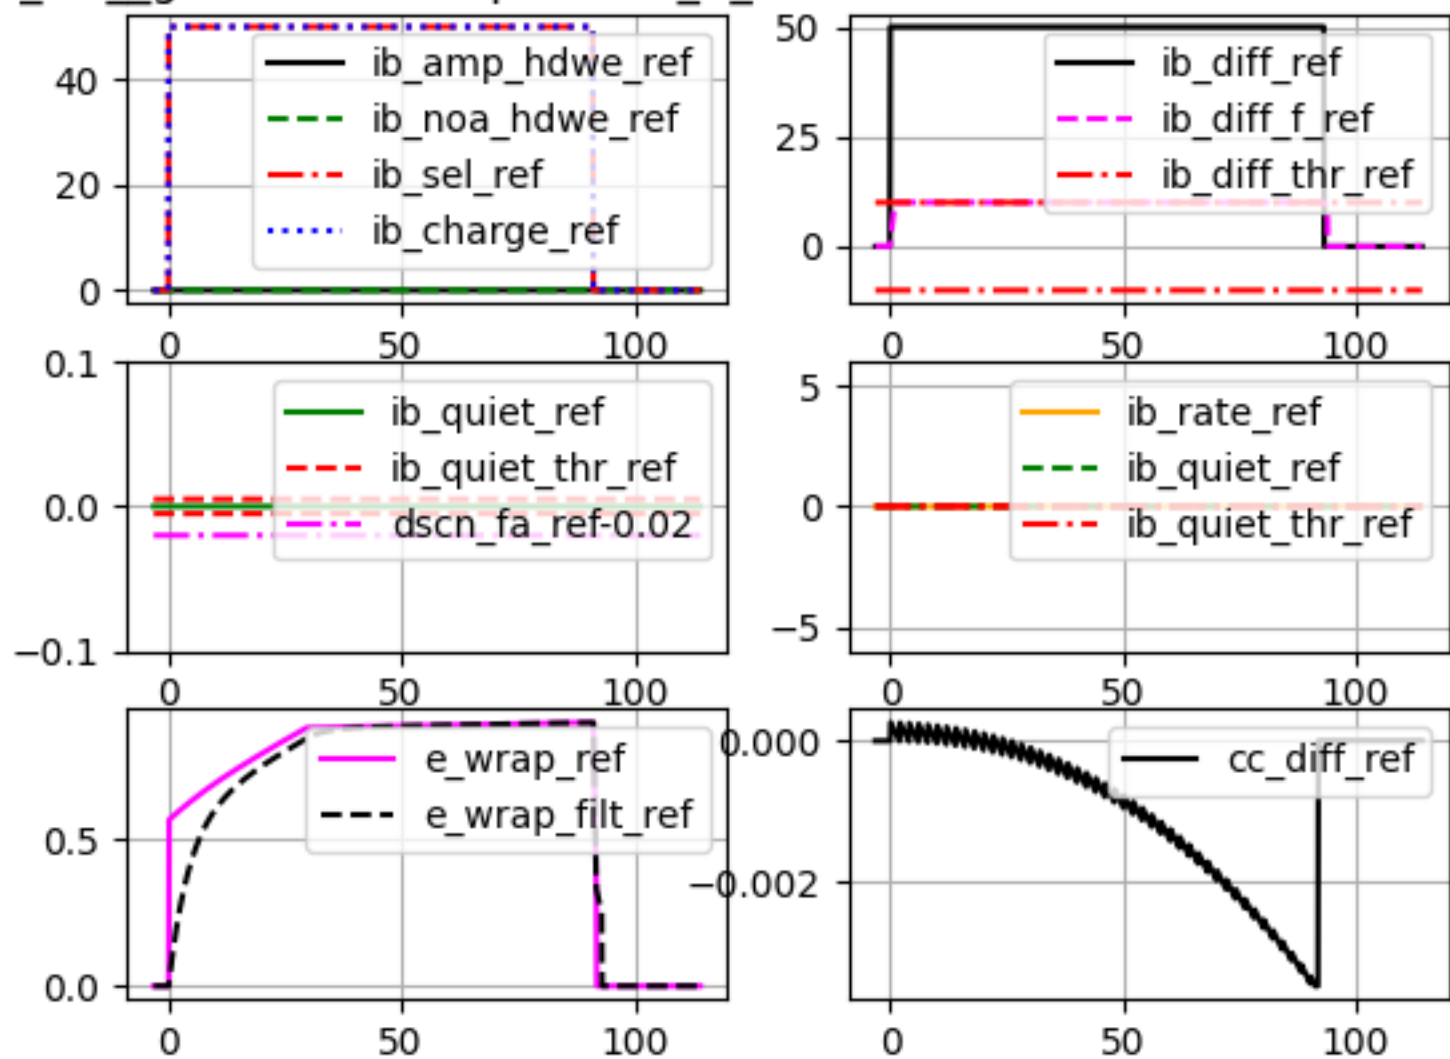 40
20
0
ib_amp_hdwe_ref
ib_noa_hdwe_ref
ib_sel_ref
ib_charge_ref
0 50 100
50
25
0
ib_diff_ref
ib_diff_f_ref
ib_diff_thr_ref
0 50 100
0.1
0.0
−0.1
ib_quiet_ref
ib_quiet_thr_ref
dscn_fa_ref-0.02
0 50 100
5
0
−5
ib_rate_ref
ib_quiet_ref
ib_quiet_thr_ref
0 50 100
0.5
0.0
e_wrap_ref
e_wrap_filt_ref
0 50 100
0.000
−0.002
cc_diff_ref
0 50 100